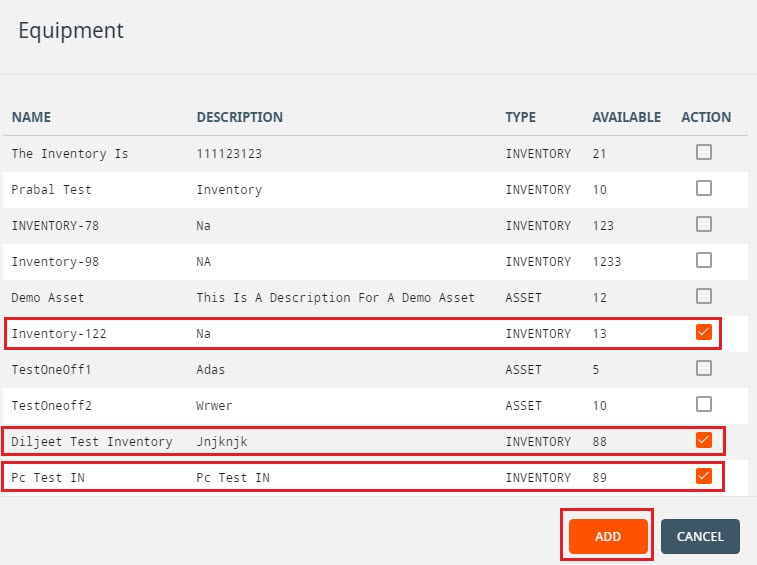 Equipment
NAME DESCRIPTION TYPE AVAILABLE ACTION
The Inventory Is 111123123 INVENTORY 21
Prabal Test Inventory INVENTORY 10
INVENTORY-78 Na INVENTORY 123
Inventory-98 NA INVENTORY 1233
Demo Asset This Is A Description For A Demo Asset ASSET 12
Inventory-122 Na INVENTORY 13
TestOneOff1 Adas ASSET 5
TestOneoff2 Wrwer ASSET 10
Diljeet Test Inventory Jnjknjk INVENTORY 88
Pc Test IN Pc Test IN INVENTORY 89
ADD CANCEL